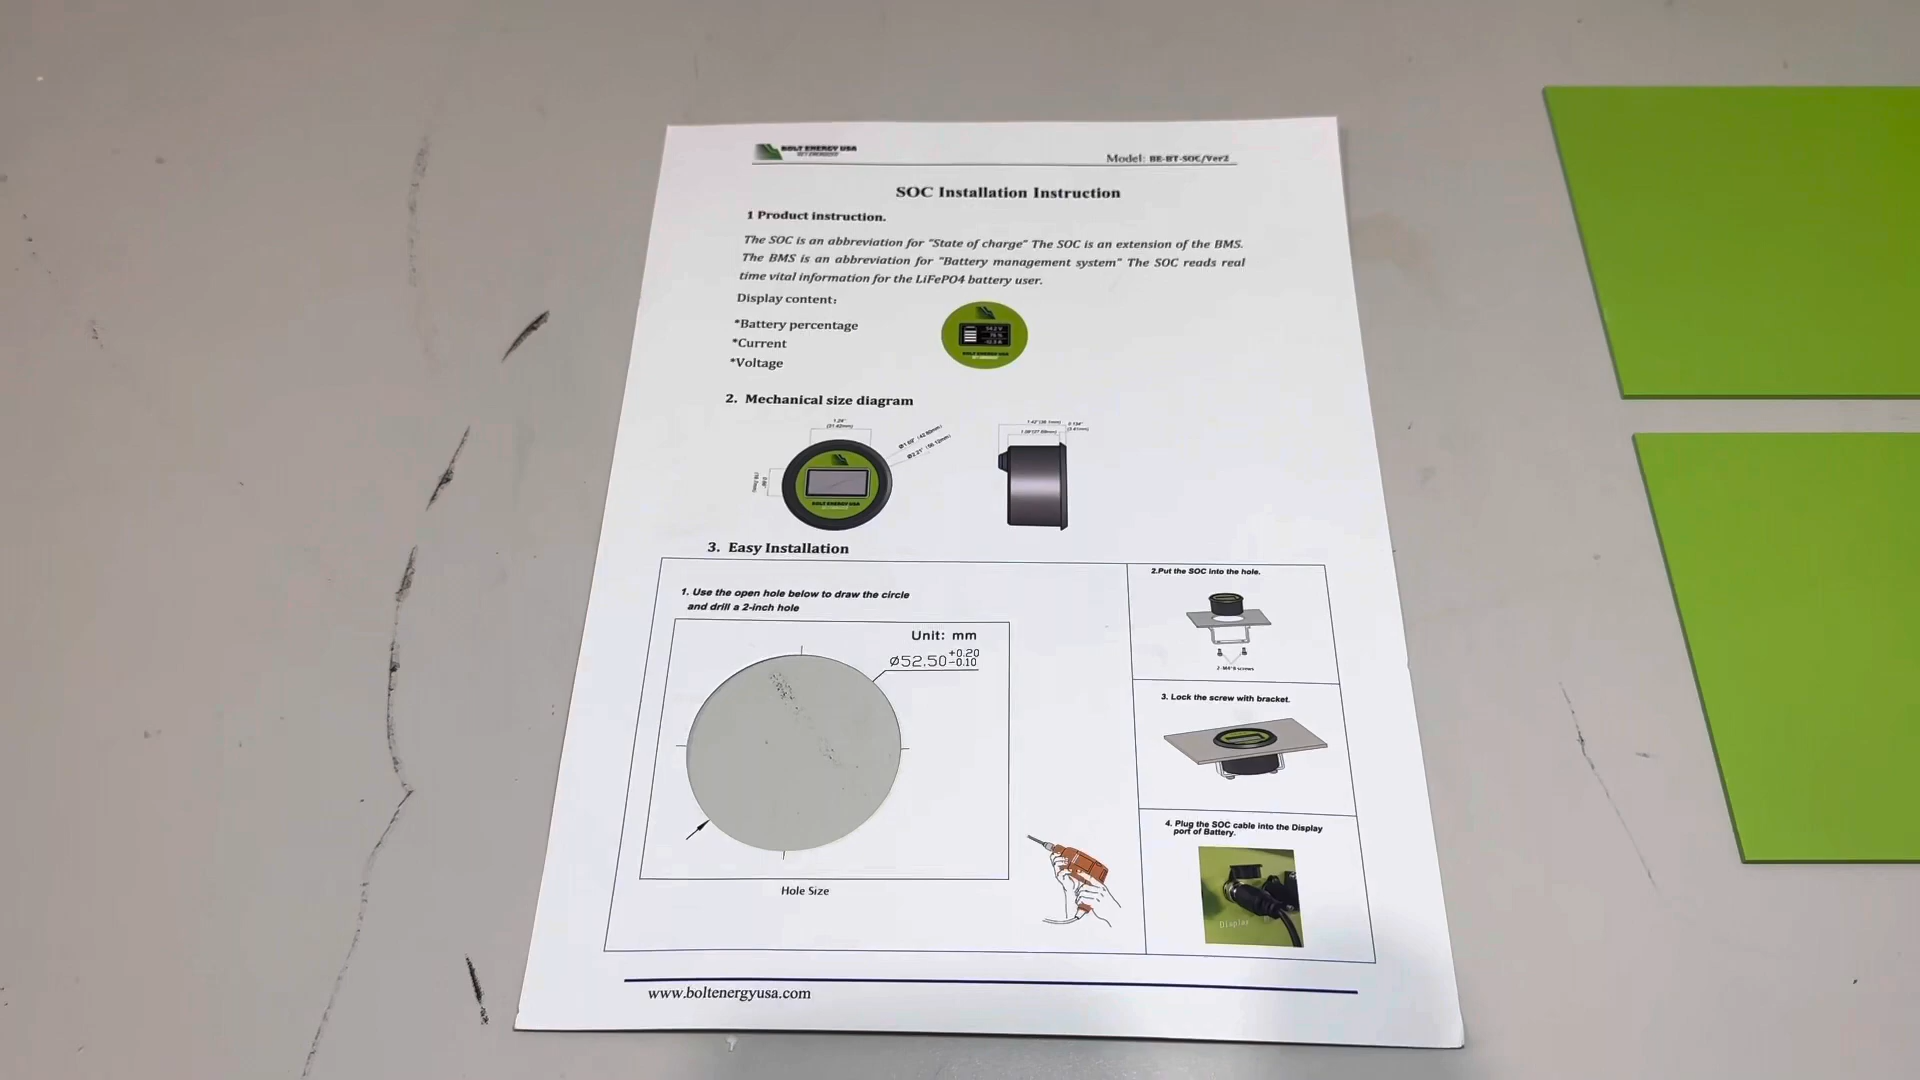 BOLT ENERGY USA
Model: BE-BT-SOC/Ver2
SOC Installation Instruction
1 Product instruction.
The SOC is an abbreviation for "State of charge" The SOC is an extension of the BMS.
The BMS is an abbreviation for "Battery management system" The SOC reads real
time vital information for the LiFePO4 battery user.
Display content:
*Battery percentage
*Current
*Voltage
BOLT ENERGY USA
2. Mechanical size diagram
BOLT ENERGY USA
3. Easy Installation
1. Use the open hole below to draw the circle
and drill a 2-inch hole
Unit: mm
Ø52,50 +0.20 -0.10
Hole Size
2.Put the SOC into the hole.
3. Lock the screw with bracket.
4. Plug the SOC cable into the Display
port of Battery.
Display
www.boltenergyusa.com